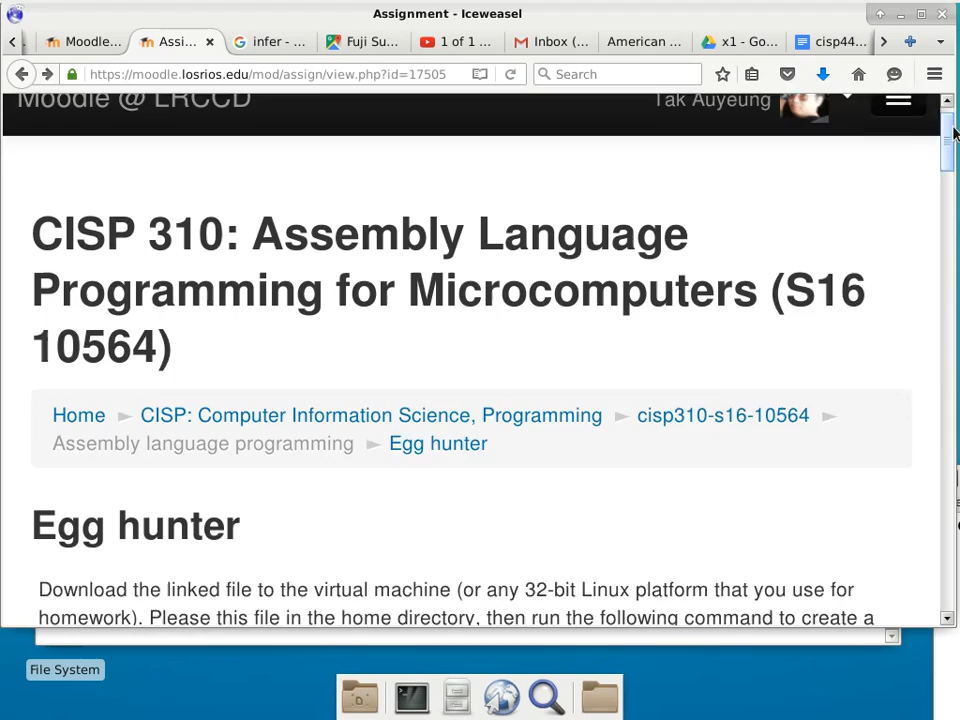 Assignment - Iceweasel
Moodle... Assi... infer - ... Fuji Su... 1 of 1 ... Inbox (... American ... x1 - Go... cisp44...
https://moodle.losrios.edu/mod/assign/view.php?id=17505 Search
Moodle @ LRCCD Tak Auyeung
CISP 310: Assembly Language
Programming for Microcomputers (S16
10564)
Home ► CISP: Computer Information Science, Programming ► cisp310-s16-10564 ►
Assembly language programming ► Egg hunter
Egg hunter
Download the linked file to the virtual machine (or any 32-bit Linux platform that you use for
homework). Please this file in the home directory, then run the following command to create a
File System